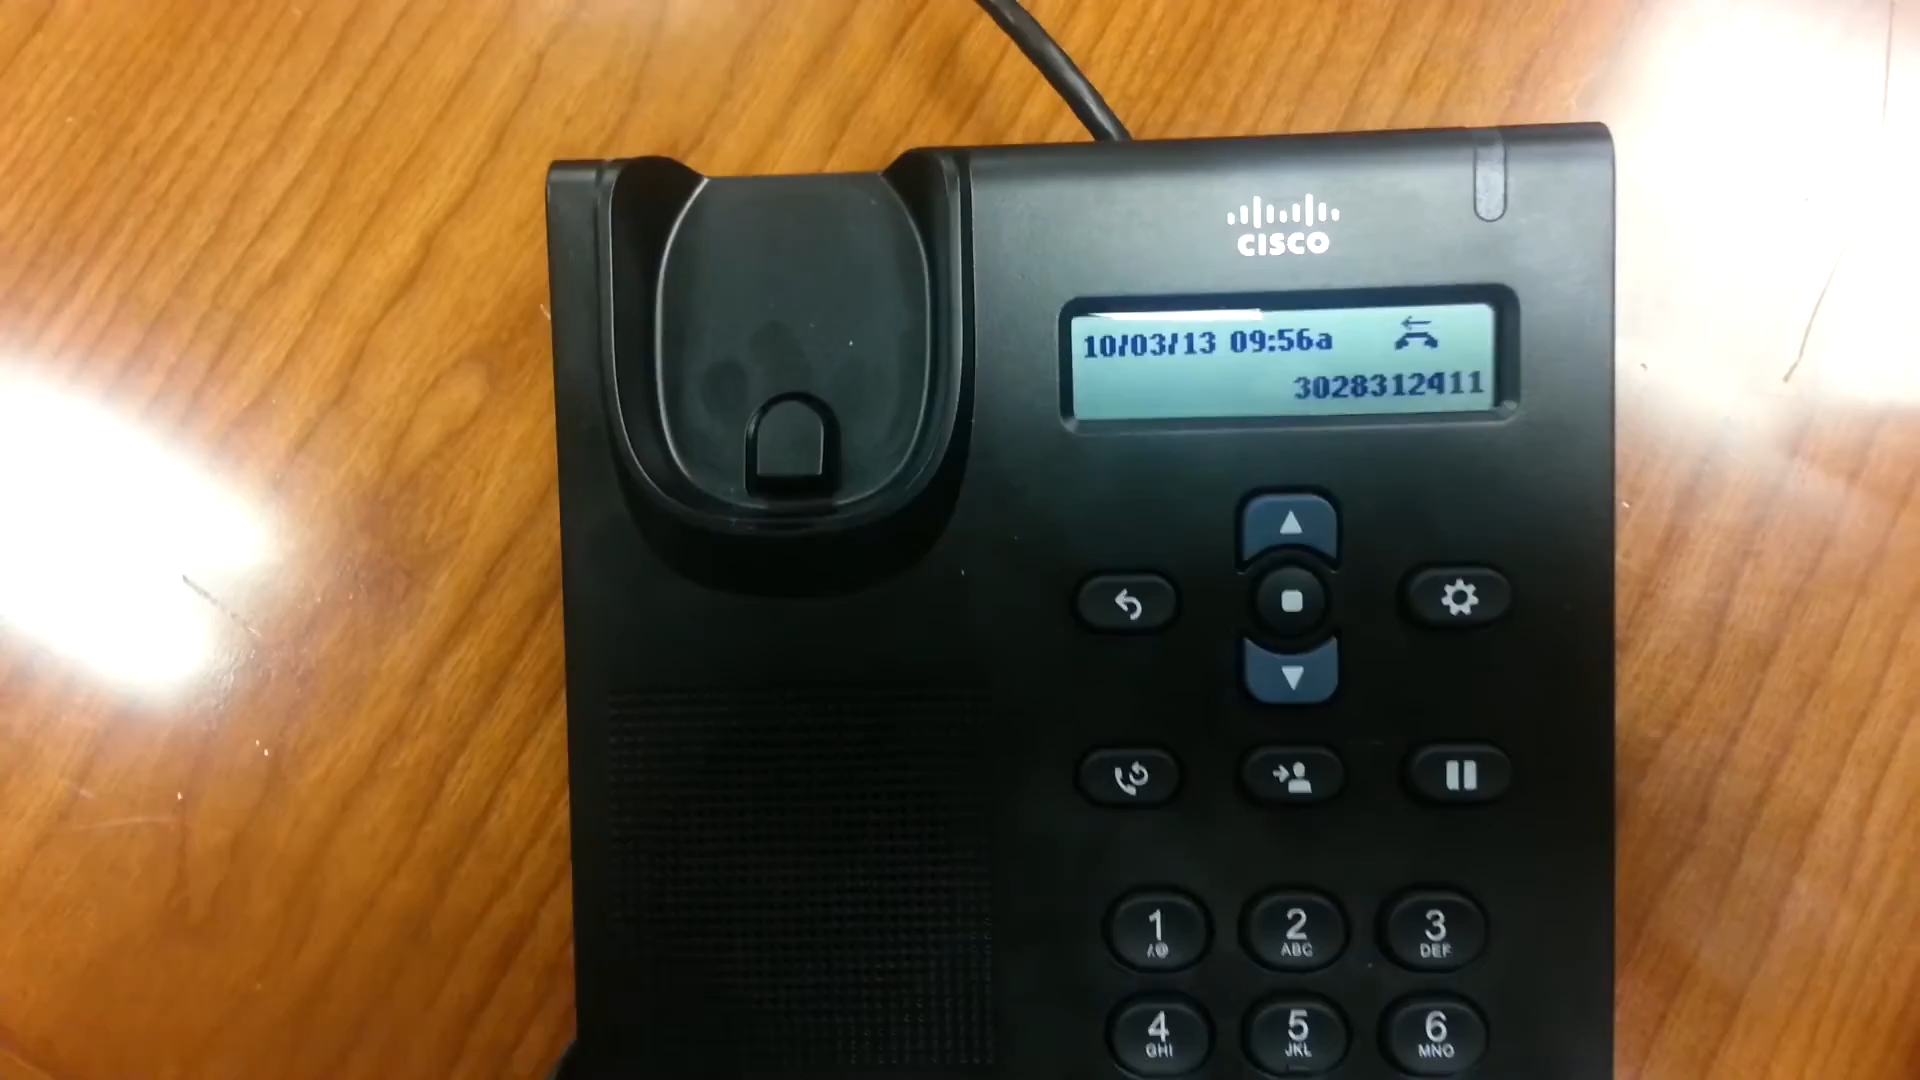 CISCO
10/03/13 09:56a
3028312411
1
/.@
2
ABC
3
DEF
4
GHI
5
JKL
6
MNO